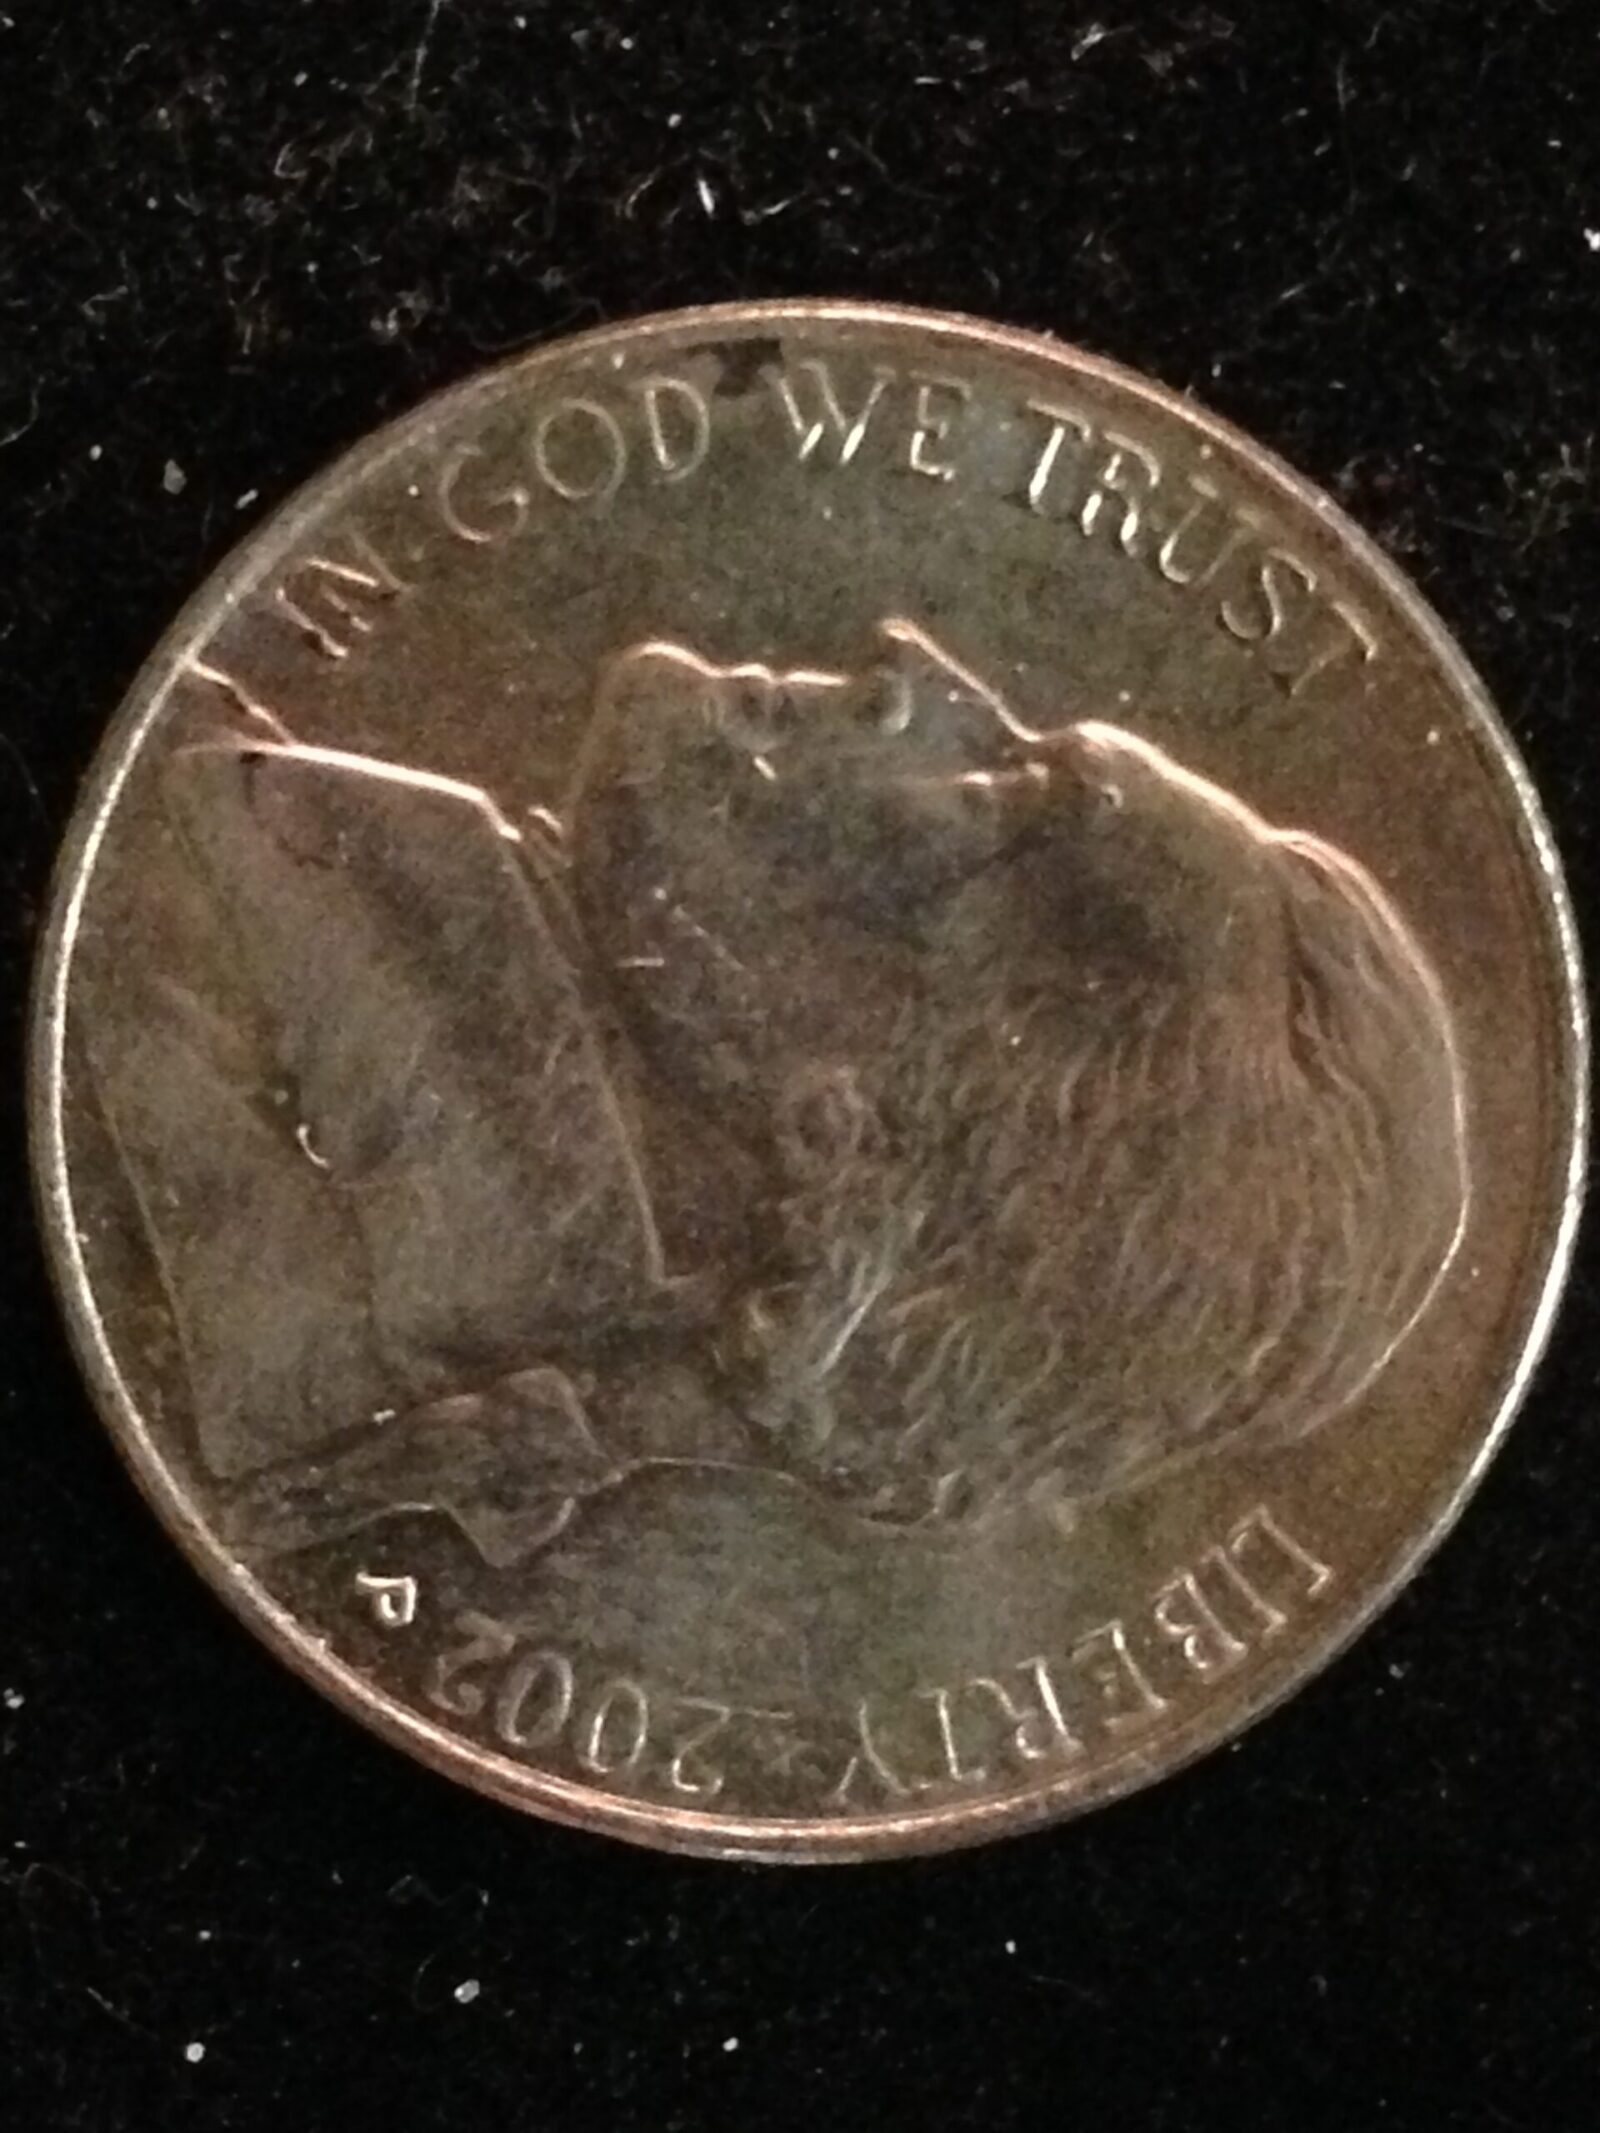 IN GOD WE TRUST
LIBERTY * 2002
P